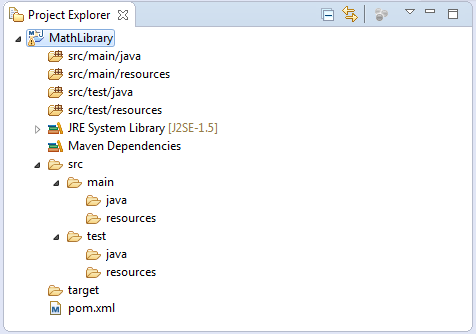 Project Explorer
MathLibrary
src/main/java
src/main/resources
src/test/java
src/test/resources
JRE System Library [J2SE-1.5]
Maven Dependencies
src
main
java
resources
test
java
resources
target
pom.xml